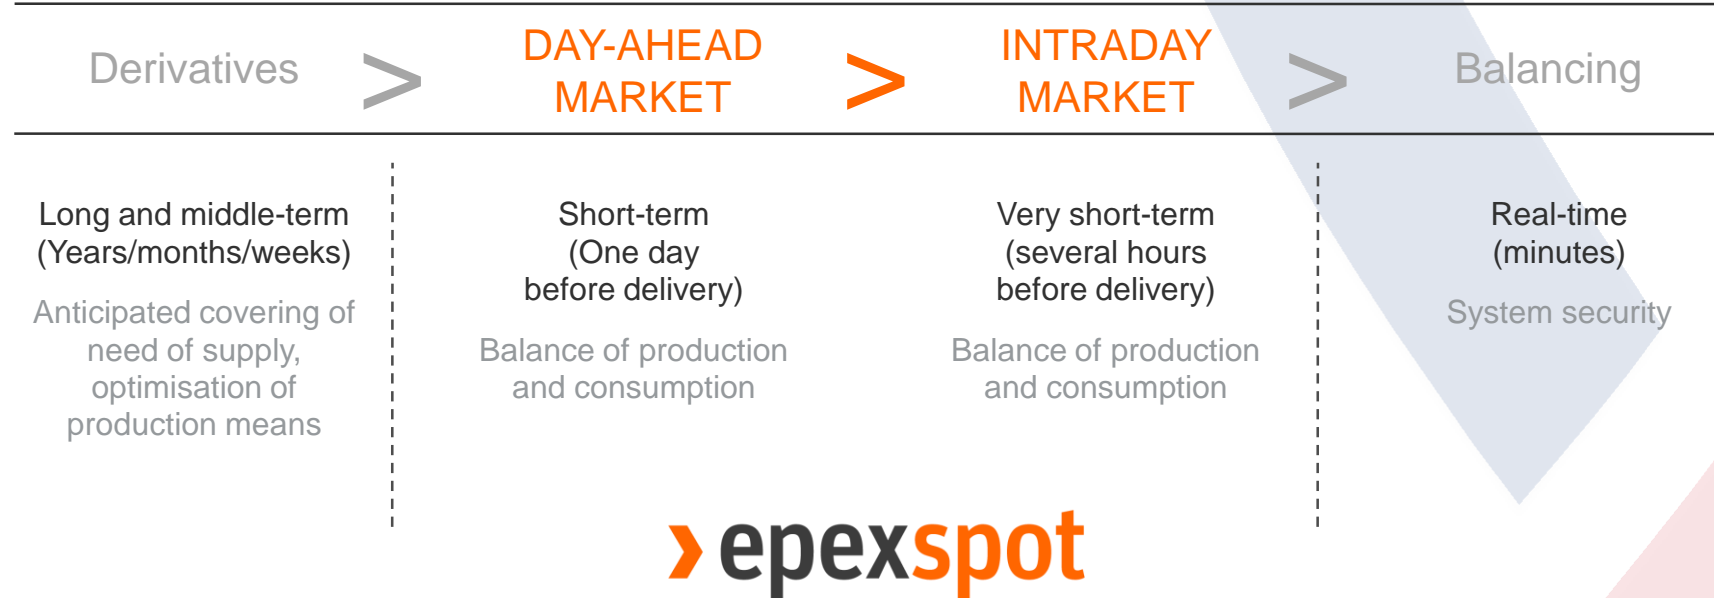 Derivatives
>
DAY-AHEAD
MARKET
>
INTRADAY
MARKET
>
Balancing
Long and middle-term
(Years/months/weeks)
Anticipated covering of
need of supply,
optimisation of
production means
Short-term
(One day
before delivery)
Balance of production
and consumption
Very short-term
(several hours
before delivery)
Balance of production
and consumption
Real-time
(minutes)
System security
epexspot